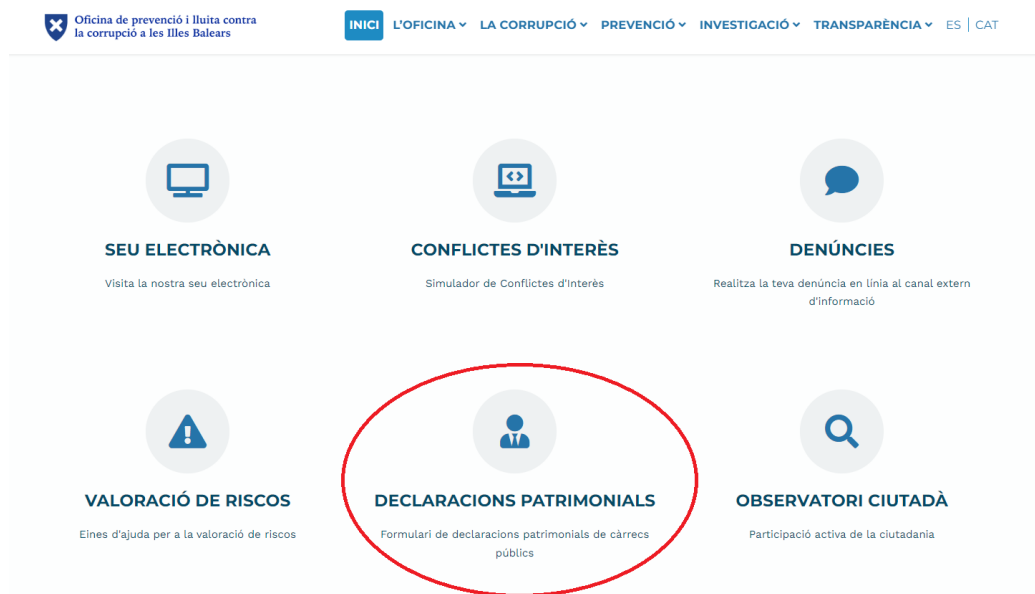 Oficina de prevenció i lluita contra
la corrupció a les Illes Balears
INICI L'OFICINA LA CORRUPCIÓ PREVENCIÓ INVESTIGACIÓ TRANSPARÈNCIA ES | CAT
SEU ELECTRÒNICA
Visita la nostra seu electrònica
CONFLICTES D'INTERÈS
Simulador de Conflictes d'Interès
DENÚNCIES
Realitza la teva denúncia en línia al canal extern
d'informació
VALORACIÓ DE RISCOS
Eines d'ajuda per a la valoració de riscos
DECLARACIONS PATRIMONIALS
Formulari de declaracions patrimonials de càrrecs
públics
OBSERVATORI CIUTADÀ
Participació activa de la ciutadania